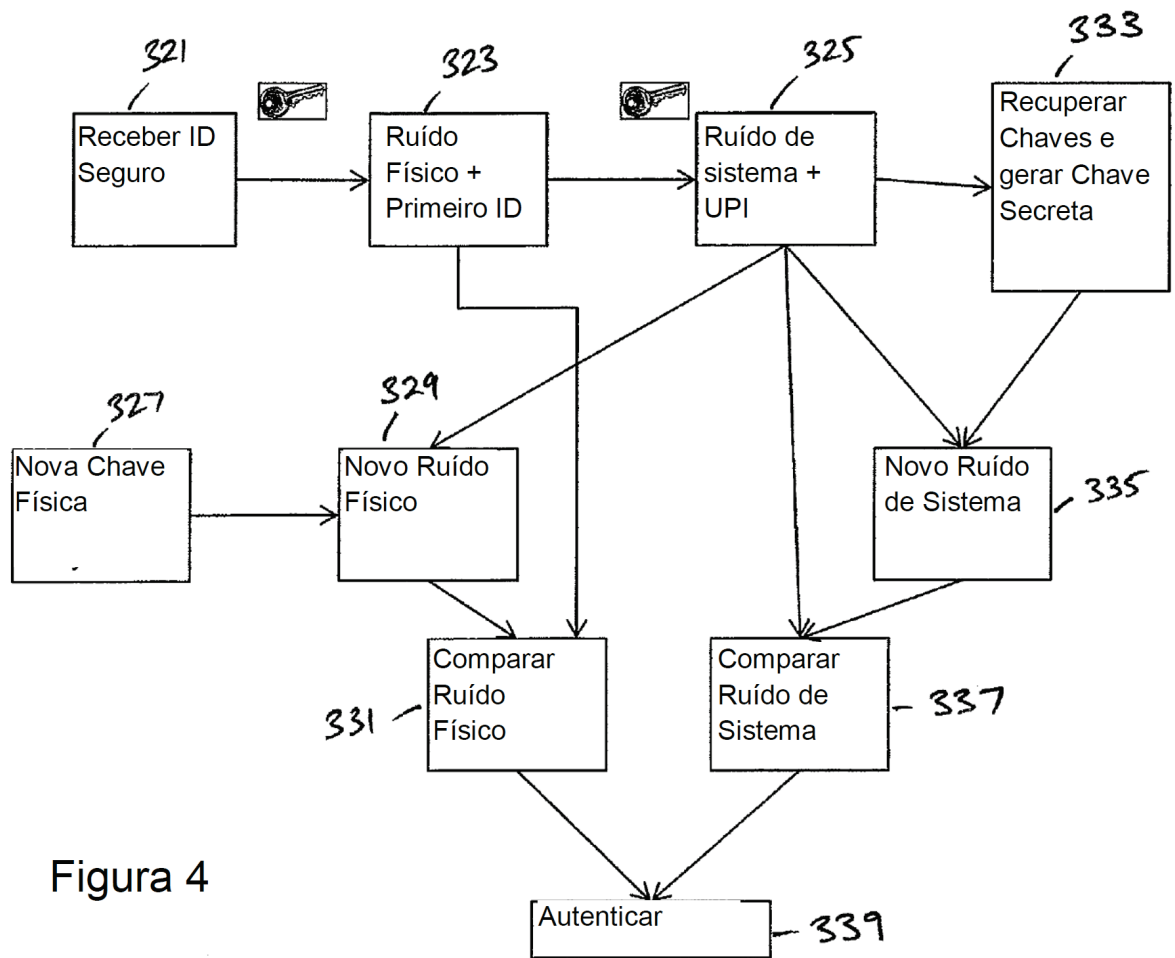 321
323
325
333
Receber ID
Seguro
Ruído
Físico +
Primeiro ID
Ruído de
sistema +
UPI
Recuperar
Chaves e
gerar Chave
Secreta
327
329
Nova Chave
Física
Novo Ruído
Físico
Novo Ruído
de Sistema
335
Comparar
Ruído
Físico
331
Comparar
Ruído de
Sistema
337
Figura 4
Autenticar
339